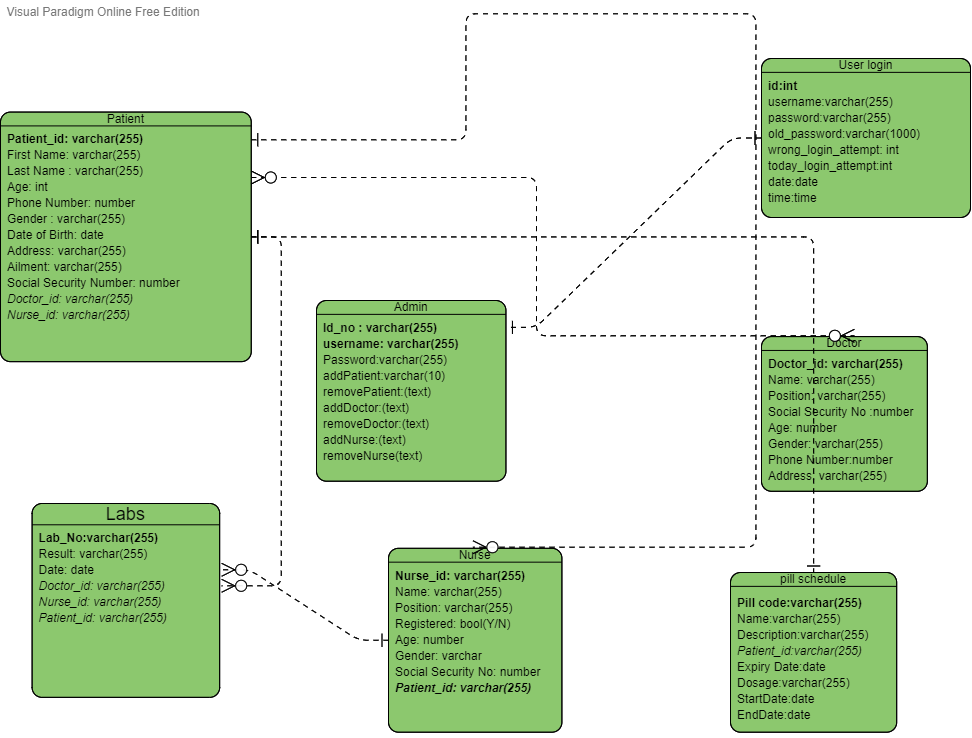 Visual Paradigm Online Free Edition
User login
id:int
username:varchar(255)
password:varchar(255)
old_password:varchar(1000)
wrong_login_attempt: int
today_login_attempt:int
date:date
time:time
Patient
Patient_id: varchar(255)
First Name: varchar(255)
Last Name : varchar(255)
Age: int
Phone Number: number
Gender : varchar(255)
Date of Birth: date
Address: varchar(255)
Ailment: varchar(255)
Social Security Number: number
Doctor_id: varchar(255)
Nurse_id: varchar(255)
Admin
Id_no : varchar(255)
username: varchar(255)
Password:varchar(255)
addPatient:varchar(10)
removePatient:(text)
addDoctor:(text)
removeDoctor:(text)
addNurse:(text)
removeNurse(text)
Doctor
Doctor_id: varchar(255)
Name: varchar(255)
Position: varchar(255)
Social Security No :number
Age: number
Gender: varchar(255)
Phone Number:number
Address: varchar(255)
Labs
Lab_No:varchar(255)
Result: varchar(255)
Date: date
Doctor_id: varchar(255)
Nurse_id: varchar(255)
Patient_id: varchar(255)
Nurse
Nurse_id: varchar(255)
Name: varchar(255)
Position: varchar(255)
Registered: bool(Y/N)
Age: number
Gender: varchar
Social Security No: number
Patient_id: varchar(255)
pill schedule
Pill code:varchar(255)
Name:varchar(255)
Description:varchar(255)
Patient_id:varchar(255)
Expiry Date:date
Dosage:varchar(255)
StartDate:date
EndDate:date